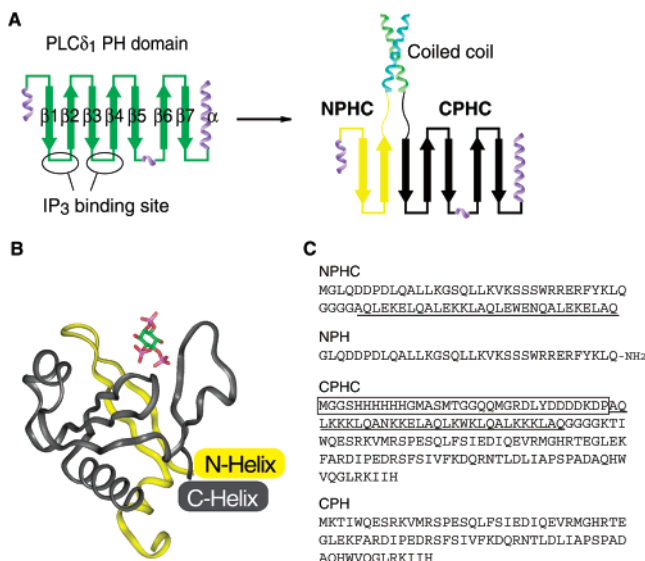 A
PLCδ1 PH domain
β1 β2 β3 β4 β5 β6 β7 α
IP3 binding site
Coiled coil
NPHC CPHC
B
N-Helix
C-Helix
C
NPHC
MGLQDDPDLQALLKGSQLLKVKSSSWRRERFYKLQ
GGGGAQLEKELQALEKKLAQLEWENQALEKELAQ
NPH
GLQDDPDLQALLKGSQLLKVKSSSWRRERFYKLQ-NH2
CPHC
MGGSHHHHHHGMASMTGGQQMGRDLYDDDDKDPAQ
LKKKLQANKKELAQLKWKLQALKKKLAQGGGGKTI
WQESRKVMRSPESQLFSIEDIQEVRMGHRTEGLEK
FARDIPEDRSFSIVFKDQRNTLDLIAPSPADAQHW
VQGLRKIIH
CPH
MKTIWQESRKVMRSPESQLFSIEDIQEVRMGHRTE
GLEKFARDIPEDRSFSIVFKDQRNTLDLIAPSPAD
AQHWVQGLRKIIH